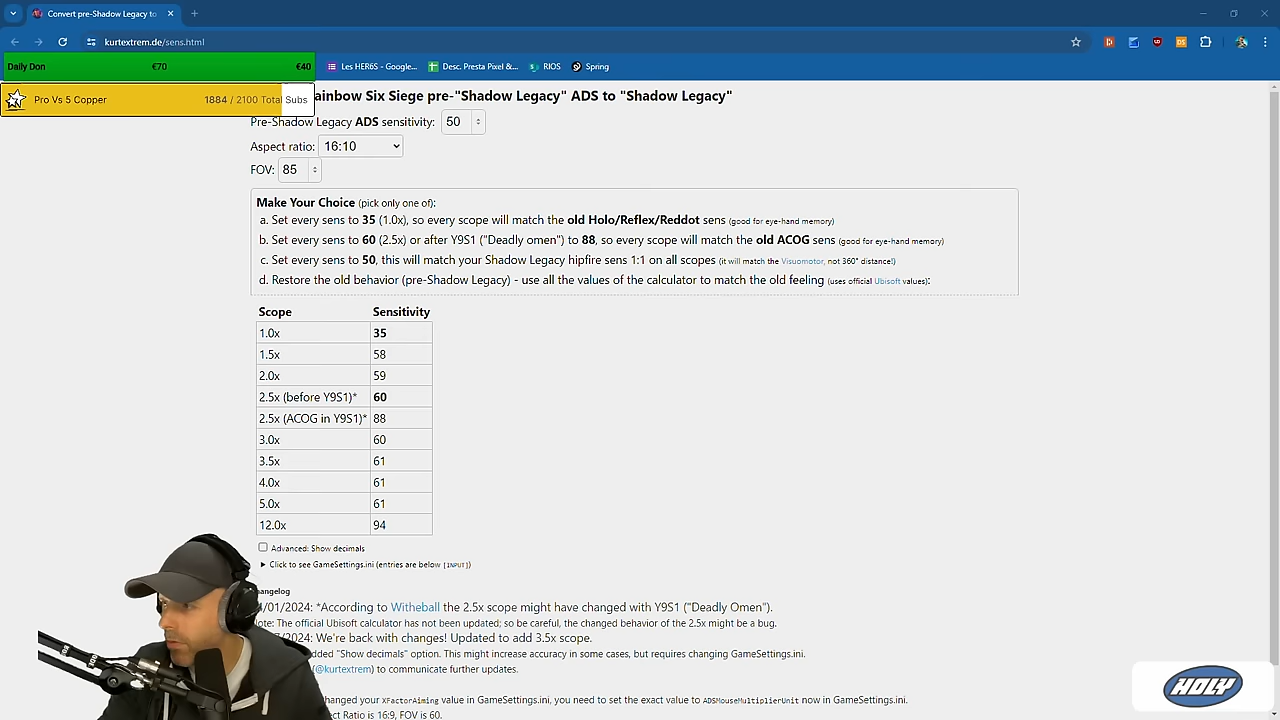 Convert pre-Shadow Legacy to
kurtextrem.de/sens.html
Daily Don €70 €40
Les HER6S - Google...
Desc. Presta Pixel &...
RIOS
Spring
Pro Vs 5 Copper 1884 / 2100 Total Subs
ainbow Six Siege pre-"Shadow Legacy" ADS to "Shadow Legacy"
Pre-Shadow Legacy ADS sensitivity: 50
Aspect ratio: 16:10
FOV: 85
Make Your Choice (pick only one of):
a. Set every sens to 35 (1.0x), so every scope will match the old Holo/Reflex/Reddot sens (good for eye-hand memory)
b. Set every sens to 60 (2.5x) or after Y9S1 ("Deadly omen") to 88, so every scope will match the old ACOG sens (good for eye-hand memory)
c. Set every sens to 50, this will match your Shadow Legacy hipfire sens 1:1 on all scopes (it will match the Visuomotor, not 360° distance!)
d. Restore the old behavior (pre-Shadow Legacy) - use all the values of the calculator to match the old feeling (uses official Ubisoft values):
Scope Sensitivity
1.0x 35
1.5x 58
2.0x 59
2.5x (before Y9S1)* 60
2.5x (ACOG in Y9S1)* 88
3.0x 60
3.5x 61
4.0x 61
5.0x 61
12.0x 94
Advanced: Show decimals
Click to see GameSettings.ini (entries are below [INPUT])
angelog
/01/2024: *According to Witheball the 2.5x scope might have changed with Y9S1 ("Deadly Omen").
ote: The official Ubisoft calculator has not been updated; so be careful, the changed behavior of the 2.5x might be a bug.
/2024: We're back with changes! Updated to add 3.5x scope.
dded "Show decimals" option. This might increase accuracy in some cases, but requires changing GameSettings.ini.
(@kurtextrem) to communicate further updates.
hanged your XFactorAiming value in GameSettings.ini, you need to set the exact value to ADSMouseMultiplierUnit now in GameSettings.ini.
ct Ratio is 16:9, FOV is 60.
HOLY